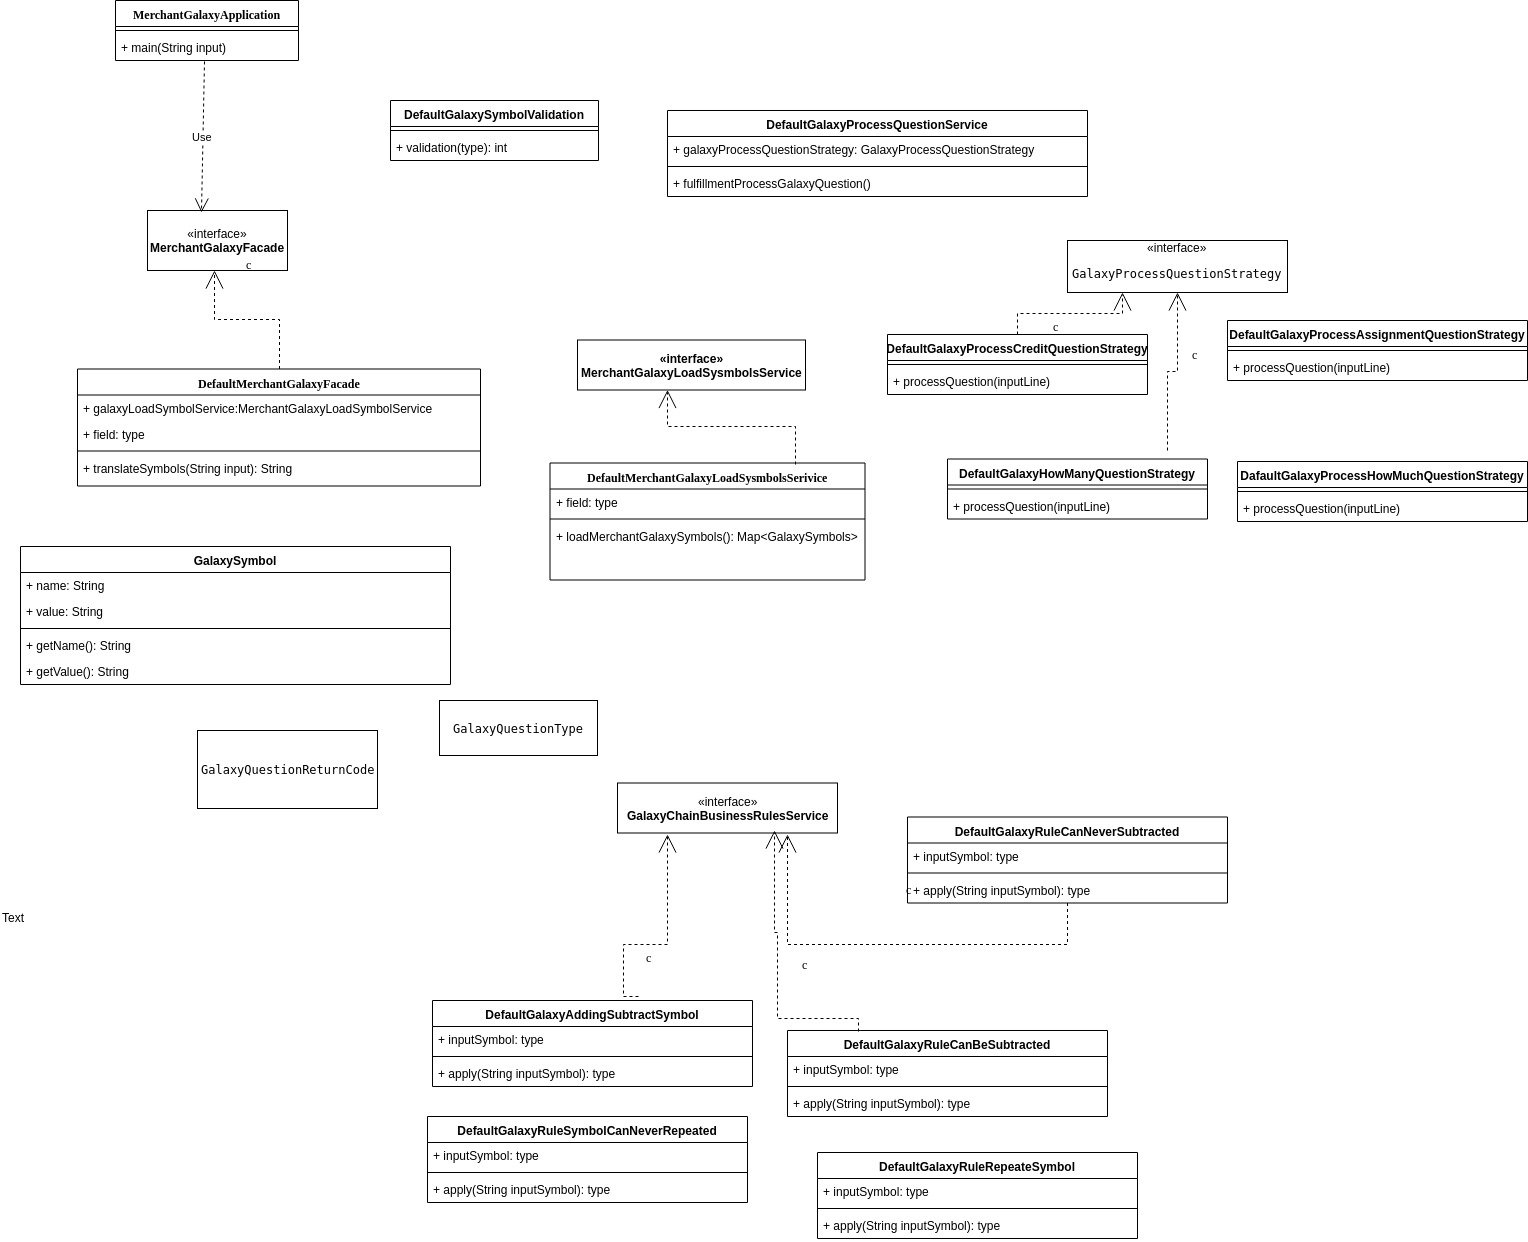 MerchantGalaxyApplication
+ main(String input)
Use
DefaultGalaxySymbolValidation
+ validation(type): int
DefaultGalaxyProcessQuestionService
+ galaxyProcessQuestionStrategy: GalaxyProcessQuestionStrategy
+ fulfillmentProcessGalaxyQuestion()
«interface»
MerchantGalaxyFacade
c
«interface»
GalaxyProcessQuestionStrategy
c
c
DefaultGalaxyProcessCreditQuestionStrategy
+ processQuestion(inputLine)
DefaultGalaxyProcessAssignmentQuestionStrategy
+ processQuestion(inputLine)
«interface»
MerchantGalaxyLoadSysmbolsService
DefaultMerchantGalaxyFacade
+ galaxyLoadSymbolService:MerchantGalaxyLoadSymbolService
+ field: type
+ translateSymbols(String input): String
DefaultMerchantGalaxyLoadSysmbolsSerivice
+ field: type
+ loadMerchantGalaxySymbols(): Map<GalaxySymbols>
DefaultGalaxyHowManyQuestionStrategy
+ processQuestion(inputLine)
DafaultGalaxyProcessHowMuchQuestionStrategy
+ processQuestion(inputLine)
GalaxySymbol
+ name: String
+ value: String
+ getName(): String
+ getValue(): String
GalaxyQuestionType
GalaxyQuestionReturnCode
«interface»
GalaxyChainBusinessRulesService
DefaultGalaxyRuleCanNeverSubtracted
+ inputSymbol: type
c
+ apply(String inputSymbol): type
Text
c
c
DefaultGalaxyAddingSubtractSymbol
+ inputSymbol: type
+ apply(String inputSymbol): type
DefaultGalaxyRuleCanBeSubtracted
+ inputSymbol: type
+ apply(String inputSymbol): type
DefaultGalaxyRuleSymbolCanNeverRepeated
+ inputSymbol: type
+ apply(String inputSymbol): type
DefaultGalaxyRuleRepeateSymbol
+ inputSymbol: type
+ apply(String inputSymbol): type